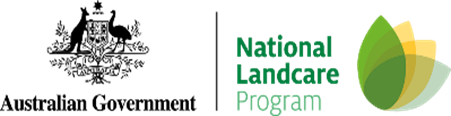 Australian Government
National
Landcare
Program